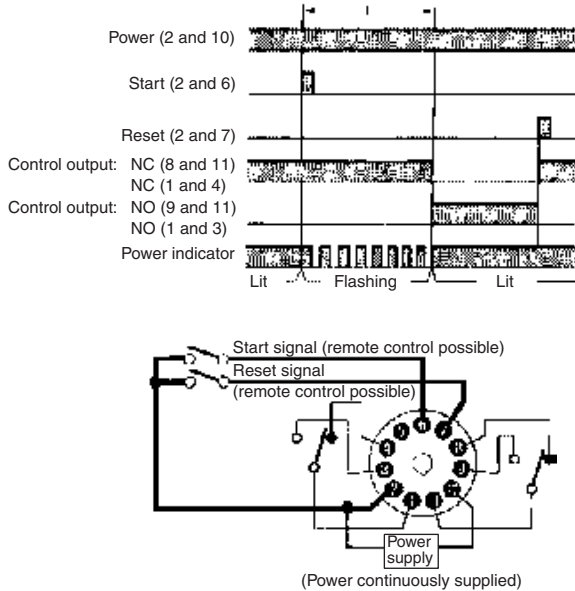 Power (2 and 10)
Start (2 and 6)
Reset (2 and 7)
Control output: NC (8 and 11)
NC (1 and 4)
Control output: NO (9 and 11)
NO (1 and 3)
Power indicator
Lit Flashing Lit
Start signal (remote control possible)
Reset signal
(remote control possible)
Power
supply
(Power continuously supplied)